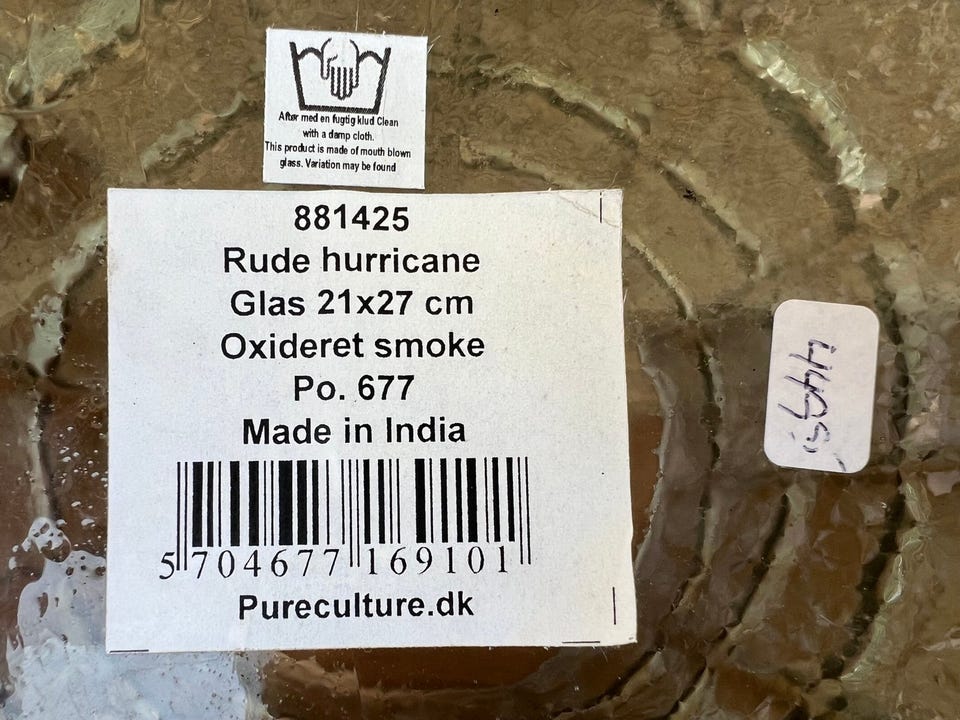 Aftør med en fugtig klud Clean
with a damp cloth.
This product is made of mouth blown
glass. Variation may be found
881425
Rude hurricane
Glas 21x27 cm
Oxideret smoke
Po. 677
Made in India
5 704677 169101
Pureculture.dk
449,-